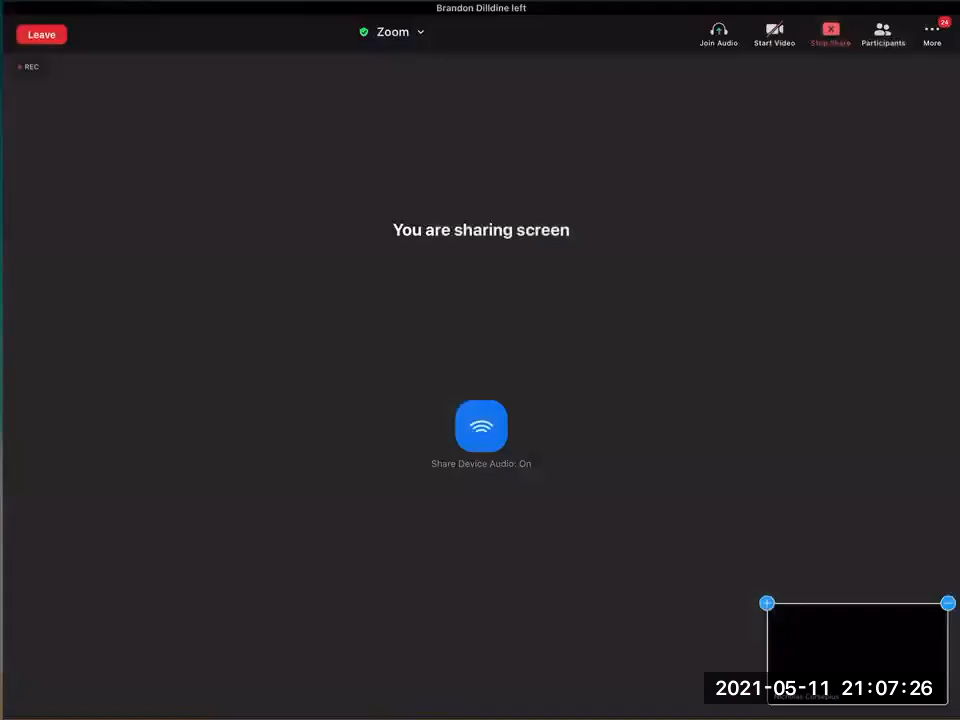 Brandon Dilldine left
Leave
Zoom
Join Audio
Start Video
Stop Share
Participants
24
More
REC
You are sharing screen
Share Device Audio: On
2021-05-11 21:07:26